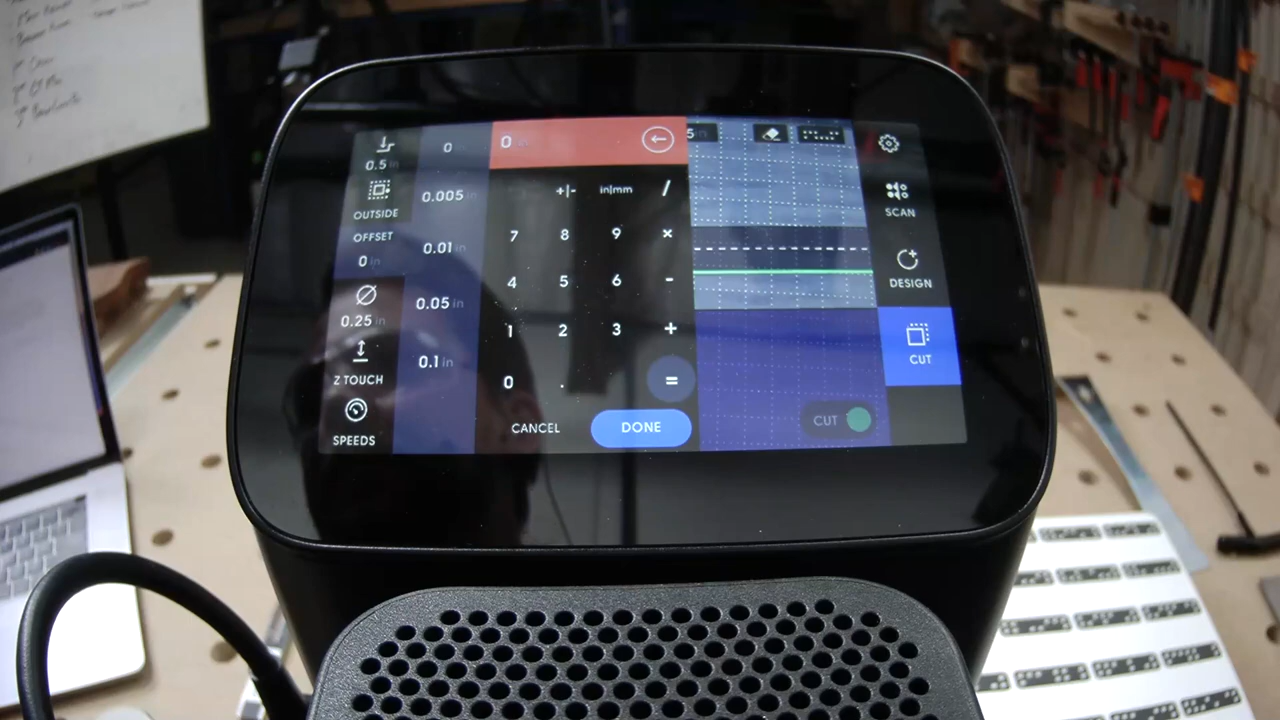 0.5 in
OUTSIDE
OFFSET
0 in
0.25 in
Z TOUCH
SPEEDS
0
0.005 in
0.01 in
0.05 in
0.1 in
0
+|- in|mm /
7 8 9 ×
4 5 6 -
1 2 3 +
0 . =
CANCEL DONE
5 in
CUT
SCAN
DESIGN
CUT